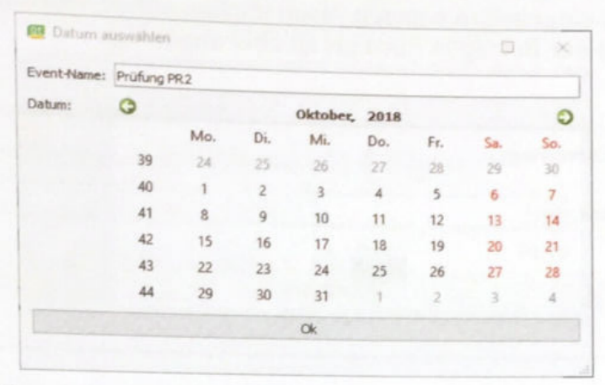 Datum auswählen
Event-Name: Prüfung PR2
Datum: Oktober, 2018
Mo. Di. Mi. Do. Fr. Sa. So.
39 24 25 26 27 28 29 30
40 1 2 3 4 5 6 7
41 8 9 10 11 12 13 14
42 15 16 17 18 19 20 21
43 22 23 24 25 26 27 28
44 29 30 31 1 2 3 4
Ok